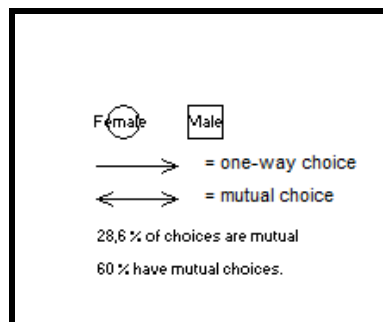 Female Male
= one-way choice
= mutual choice
28,6 % of choices are mutual
60 % have mutual choices.